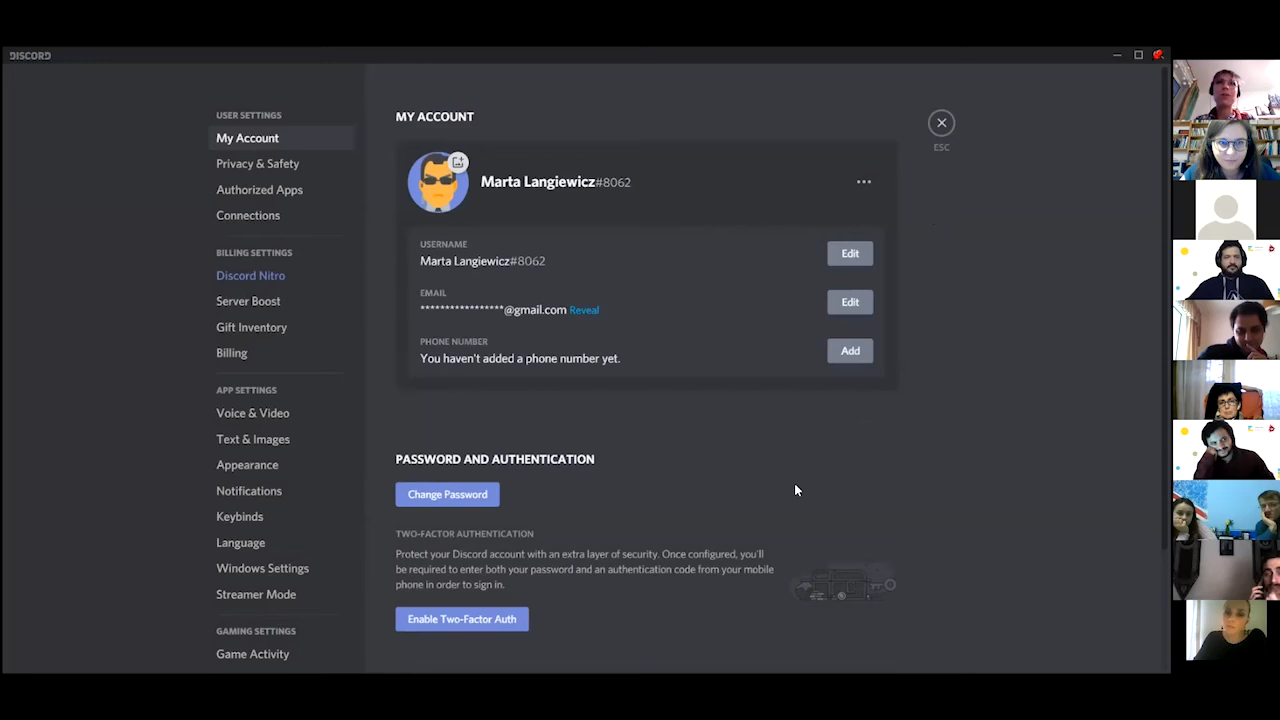 DISCORD
USER SETTINGS
My Account
Privacy & Safety
Authorized Apps
Connections
BILLING SETTINGS
Discord Nitro
Server Boost
Gift Inventory
Billing
APP SETTINGS
Voice & Video
Text & Images
Appearance
Notifications
Keybinds
Language
Windows Settings
Streamer Mode
GAMING SETTINGS
Game Activity
MY ACCOUNT
ESC
Marta Langiewicz#8062
USERNAME
Marta Langiewicz#8062
Edit
EMAIL
*****************@gmail.com Reveal
Edit
PHONE NUMBER
You haven't added a phone number yet.
Add
PASSWORD AND AUTHENTICATION
Change Password
TWO-FACTOR AUTHENTICATION
Protect your Discord account with an extra layer of security. Once configured, you'll
be required to enter both your password and an authentication code from your mobile
phone in order to sign in.
Enable Two-Factor Auth